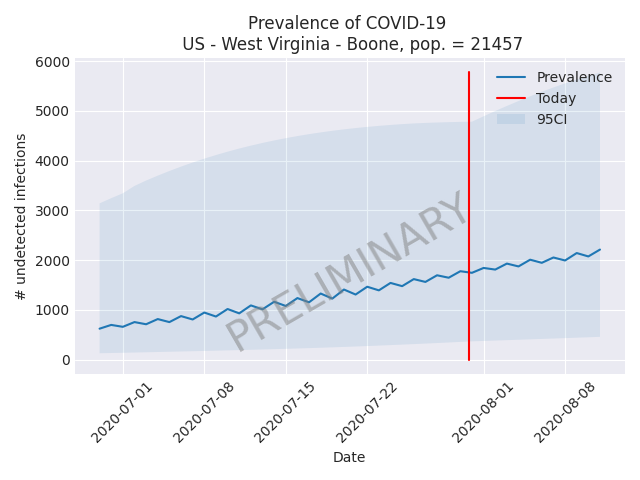 Prevalence of COVID-19
US - West Virginia - Boone, pop. = 21457
6000
5000
4000
3000
2000
1000
0
# undetected infections
Prevalence
Today
95CI
PRELIMINARY
2020-07-01
2020-07-08
2020-07-15
2020-07-22
2020-08-01
2020-08-08
Date